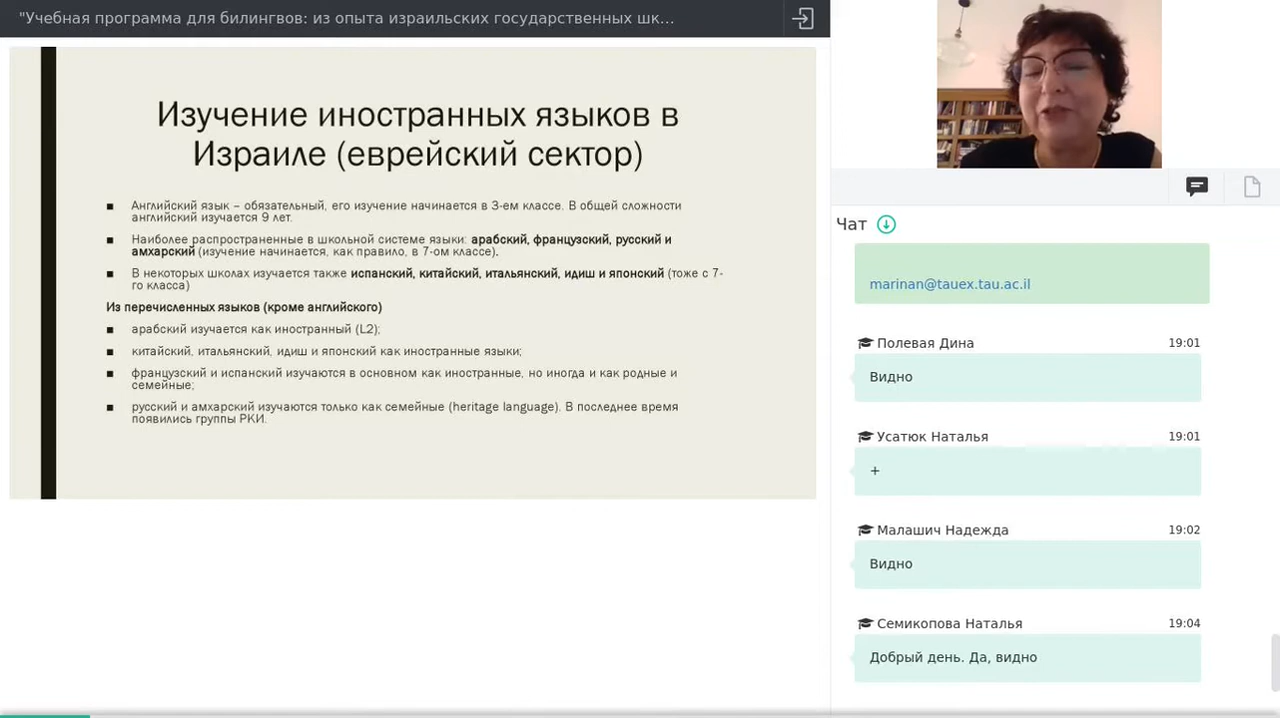 "Учебная программа для билингвов: из опыта израильских государственных шк...
Изучение иностранных языков в
Израиле (еврейский сектор)
■ Английский язык – обязательный, его изучение начинается в 3-ем классе. В общей сложности
английский изучается 9 лет.
■ Наиболее распространенные в школьной системе языки: арабский, французский, русский и
амхарский (изучение начинается, как правило, в 7-ом классе).
■ В некоторых школах изучается также испанский, китайский, итальянский, идиш и японский (тоже с 7-
го класса)
Из перечисленных языков (кроме английского)
■ арабский изучается как иностранный (L2);
■ китайский, итальянский, идиш и японский как иностранные языки;
■ французский и испанский изучаются в основном как иностранные, но иногда и как родные и
семейные;
■ русский и амхарский изучаются только как семейные (heritage language). В последнее время
появились группы РКИ.
Чат
marinan@tauex.tau.ac.il
Полевая Дина 19:01
Видно
Усатюк Наталья 19:01
+
Малашич Надежда 19:02
Видно
Семикопова Наталья 19:04
Добрый день. Да, видно